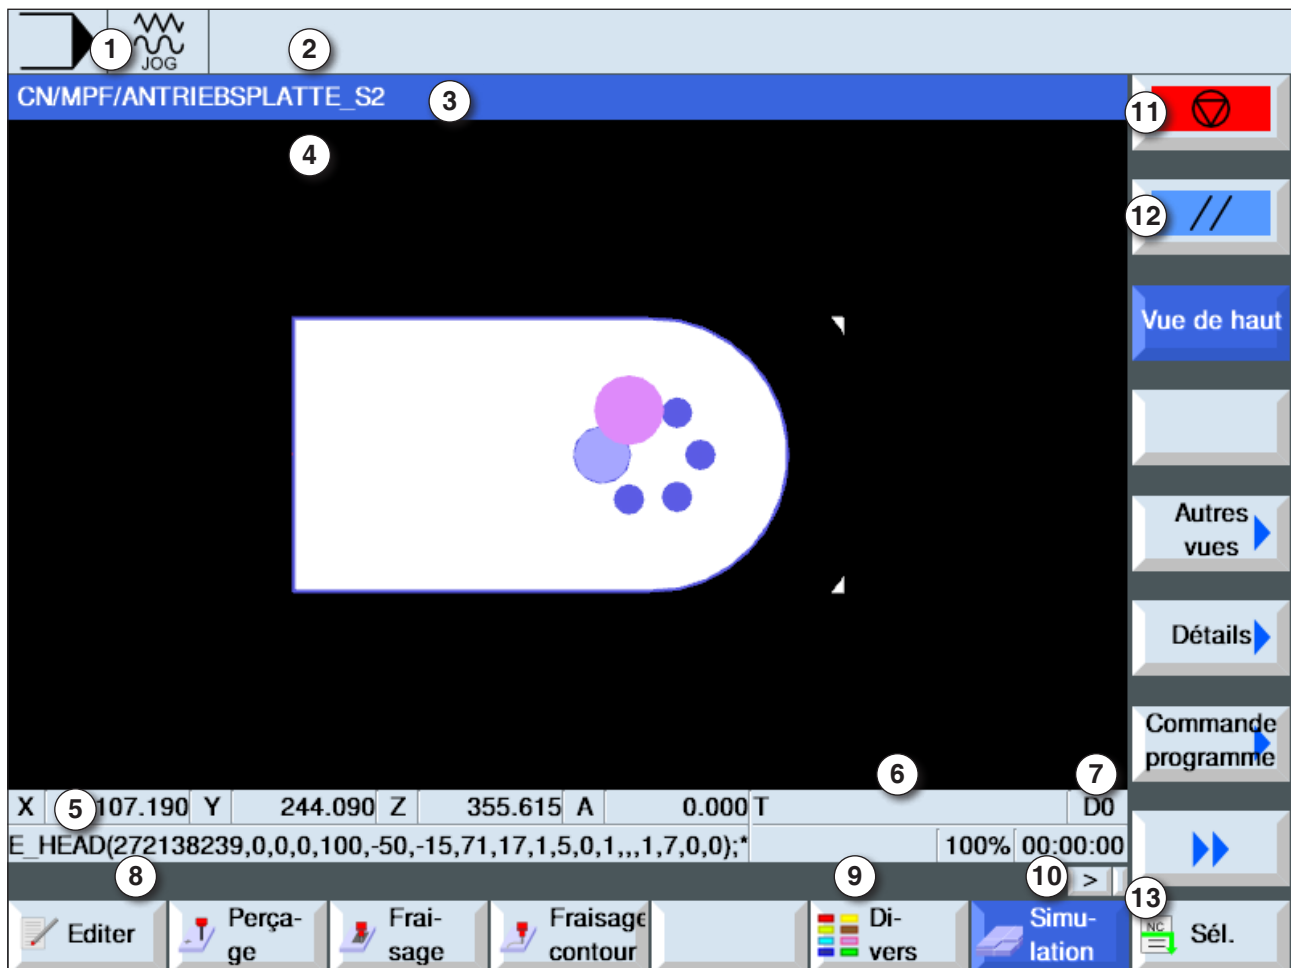 1
JOG
2
CN/MPF/ANTRIEBSPLATTE_S2
3
4
11
12
Vue de haut
Autres
vues
Détails
Commande
programme
6
7
X 5 107.190 Y 244.090 Z 355.615 A 0.000 T D0
E_HEAD(272138239,0,0,0,100,-50,-15,71,17,1,5,0,1,,,1,7,0,0);* 100% 00:00:00
8
9
10
>
13
Editer
Perça-
ge
Frai-
sage
Fraisage
contour
Di-
vers
Simu-
lation
NC
Sél.